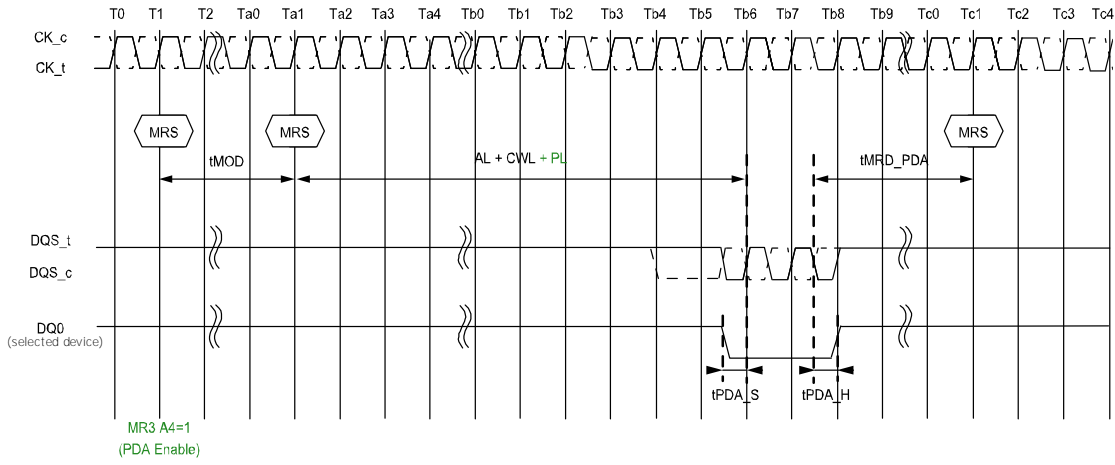 T0 T1 T2 Ta0 Ta1 Ta2 Ta3 Ta4 Tb0 Tb1 Tb2 Tb3 Tb4 Tb5 Tb6 Tb7 Tb8 Tb9 Tc0 Tc1 Tc2 Tc3 Tc4
CK_c
CK_t
MRS MRS MRS
tMOD AL + CWL + PL tMRD_PDA
DQS_t
DQS_c
DQ0
(selected device)
tPDA_S tPDA_H
MR3 A4=1
(PDA Enable)